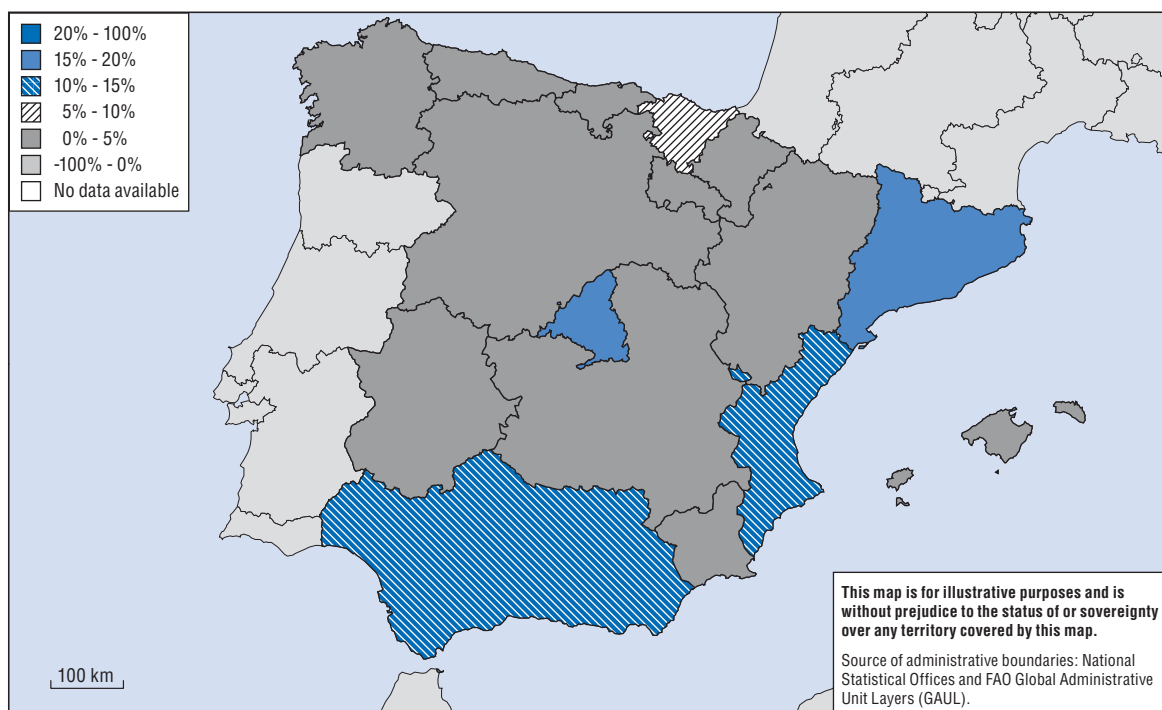 20% - 100%
15% - 20%
10% - 15%
5% - 10%
0% - 5%
-100% - 0%
No data available
This map is for illustrative purposes and is
without prejudice to the status of or sovereignty
over any territory covered by this map.
Source of administrative boundaries: National
Statistical Offices and FAO Global Administrative
Unit Layers (GAUL).
100 km